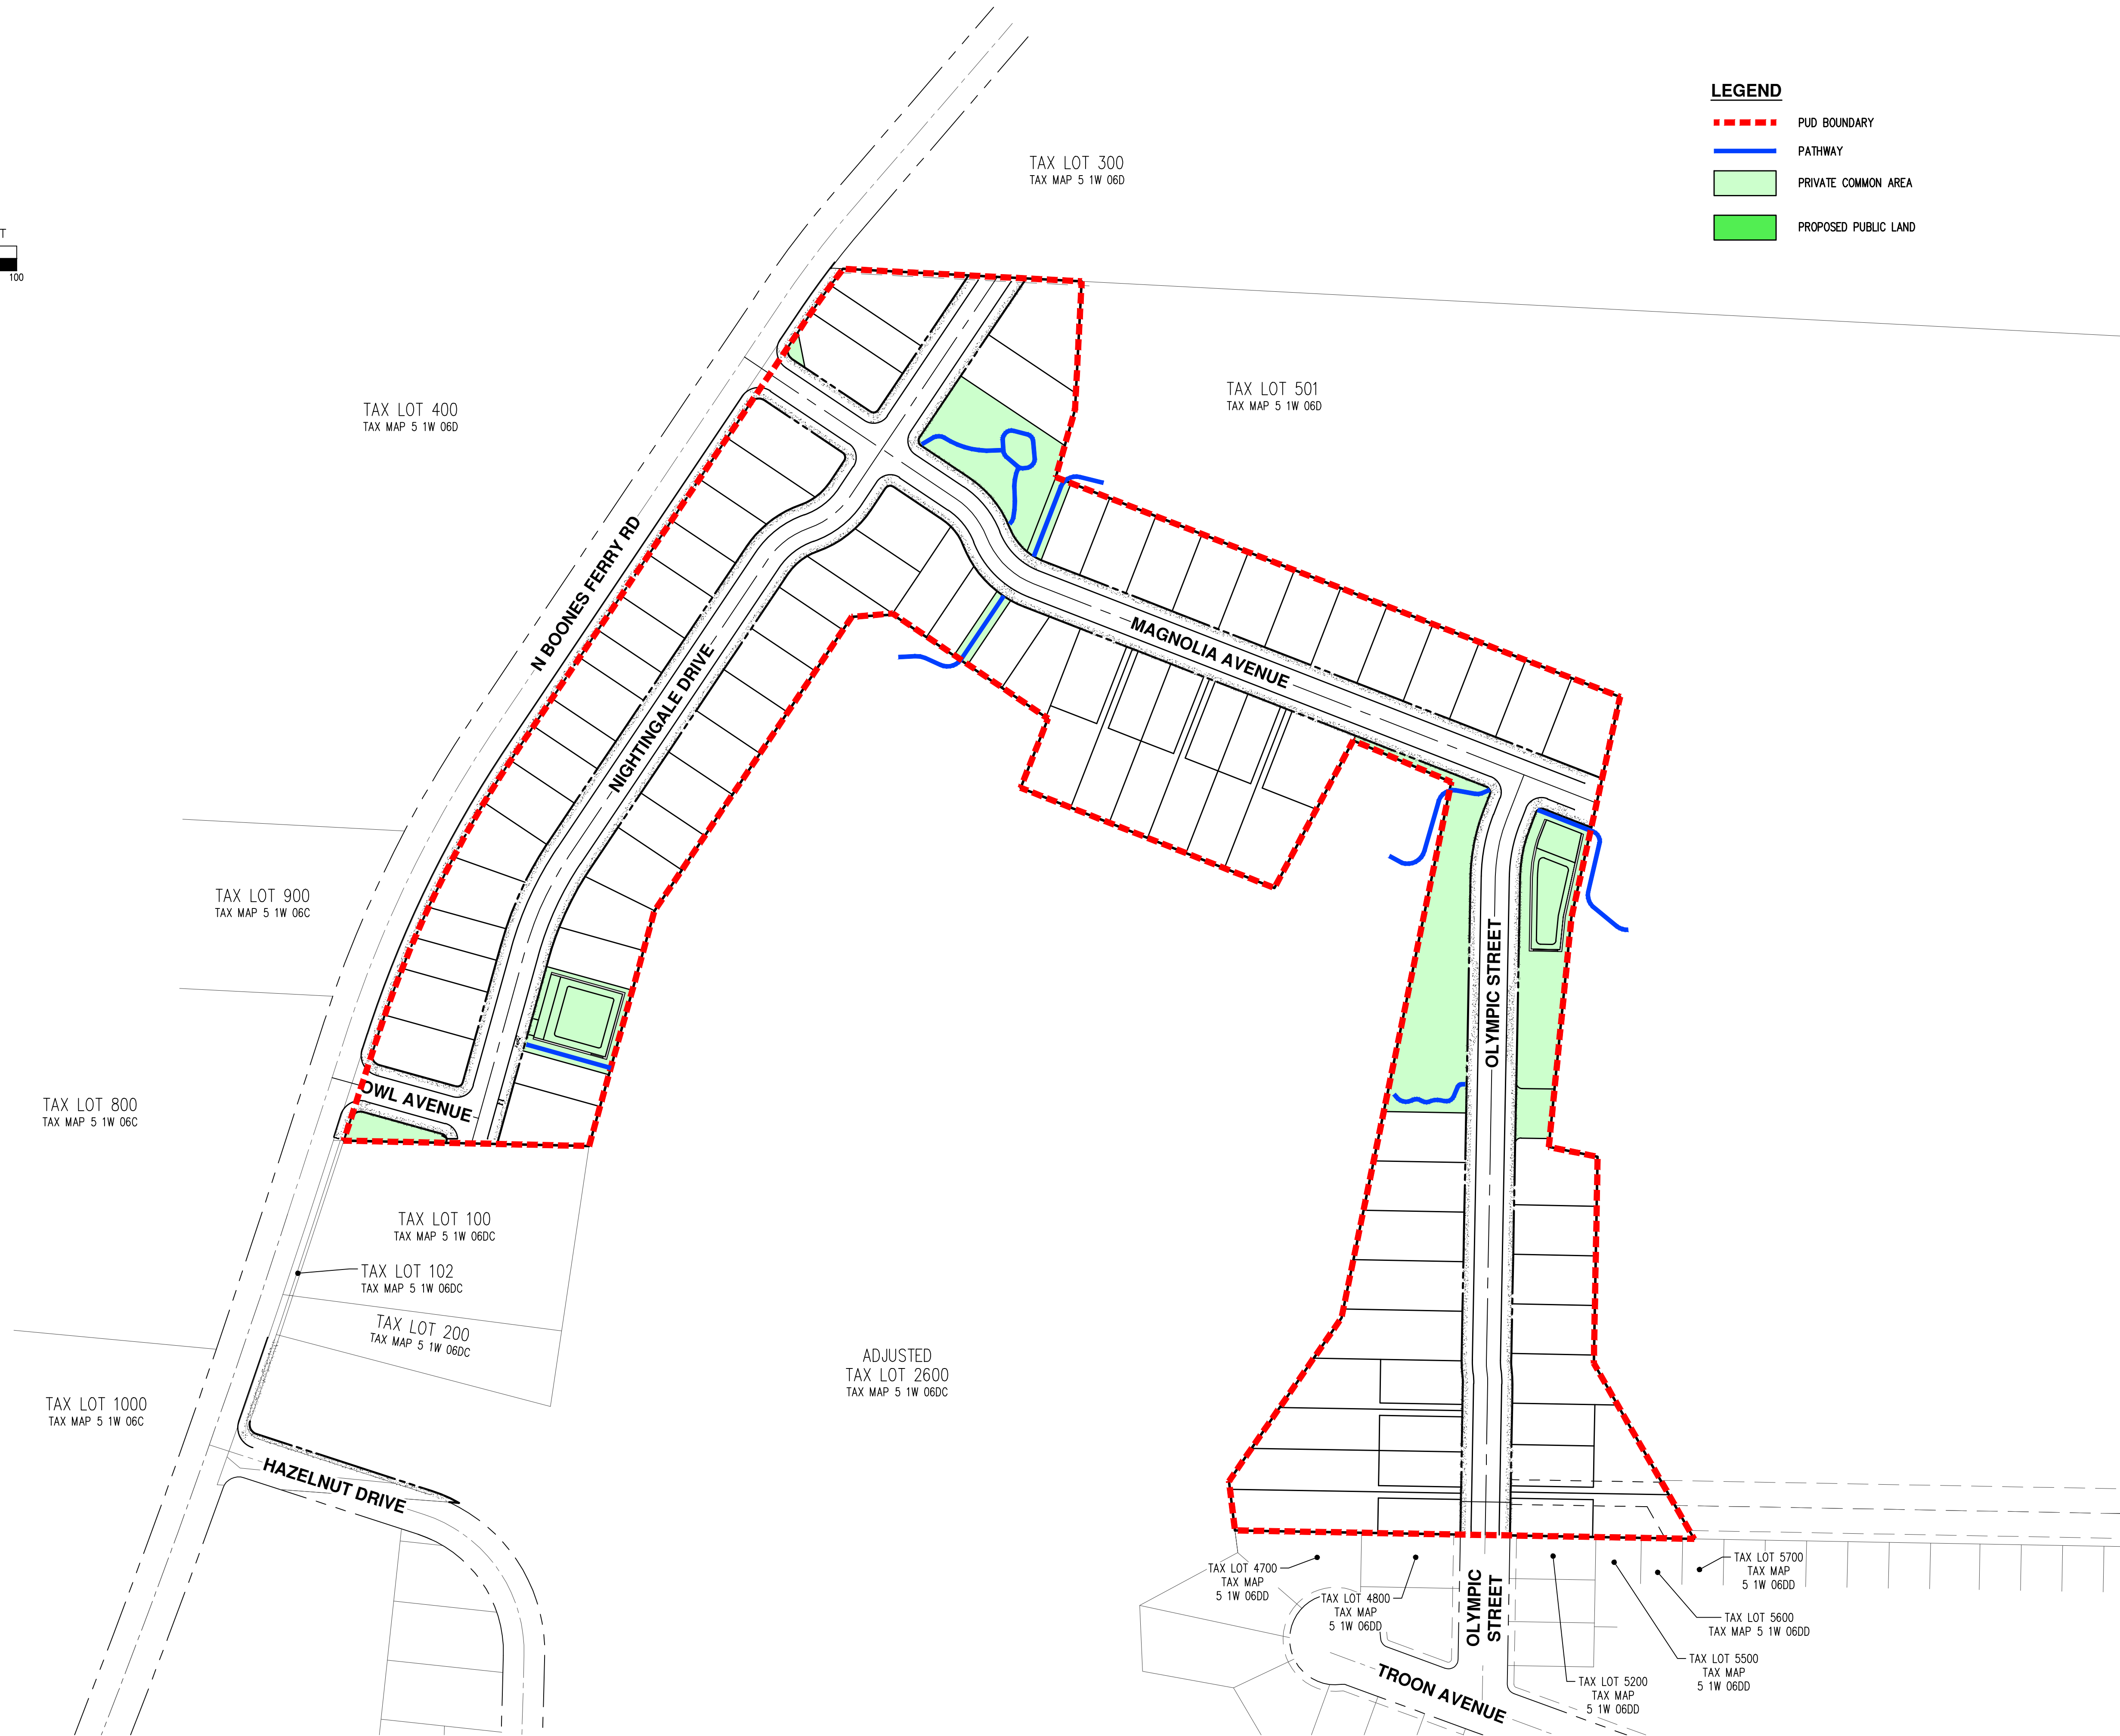 LEGEND
PUD BOUNDARY
PATHWAY
PRIVATE COMMON AREA
PROPOSED PUBLIC LAND
TAX LOT 300
TAX MAP 5 1W 06D
T
100
TAX LOT 400
TAX MAP 5 1W 06D
TAX LOT 501
TAX MAP 5 1W 06D
N BOONES FERRY RD
NIGHTINGALE DRIVE
MAGNOLIA AVENUE
TAX LOT 900
TAX MAP 5 1W 06C
OLYMPIC STREET
OWL AVENUE
TAX LOT 800
TAX MAP 5 1W 06C
TAX LOT 100
TAX MAP 5 1W 06DC
TAX LOT 102
TAX MAP 5 1W 06DC
TAX LOT 200
TAX MAP 5 1W 06DC
ADJUSTED
TAX LOT 2600
TAX MAP 5 1W 06DC
TAX LOT 1000
TAX MAP 5 1W 06C
HAZELNUT DRIVE
TAX LOT 4700
TAX MAP
5 1W 06DD
TAX LOT 4800
TAX MAP
5 1W 06DD
OLYMPIC
STREET
TAX LOT 5700
TAX MAP
5 1W 06DD
TAX LOT 5600
TAX MAP 5 1W 06DD
TAX LOT 5500
TAX MAP
5 1W 06DD
TAX LOT 5200
TAX MAP
5 1W 06DD
TROON AVENUE